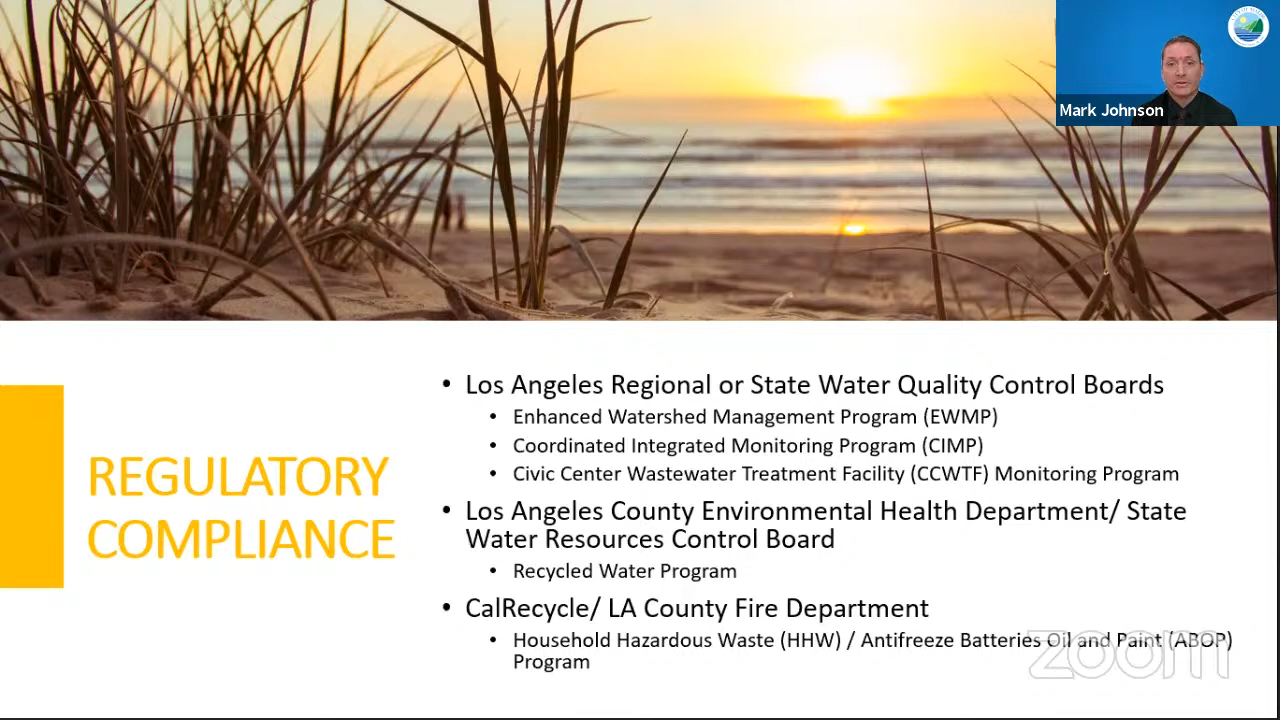 Mark Johnson
REGULATORY
COMPLIANCE
• Los Angeles Regional or State Water Quality Control Boards
• Enhanced Watershed Management Program (EWMP)
• Coordinated Integrated Monitoring Program (CIMP)
• Civic Center Wastewater Treatment Facility (CCWTF) Monitoring Program
• Los Angeles County Environmental Health Department/ State
Water Resources Control Board
• Recycled Water Program
• CalRecycle/ LA County Fire Department
• Household Hazardous Waste (HHW) / Antifreeze Batteries Oil and Paint (ABOP)
Program
zoom